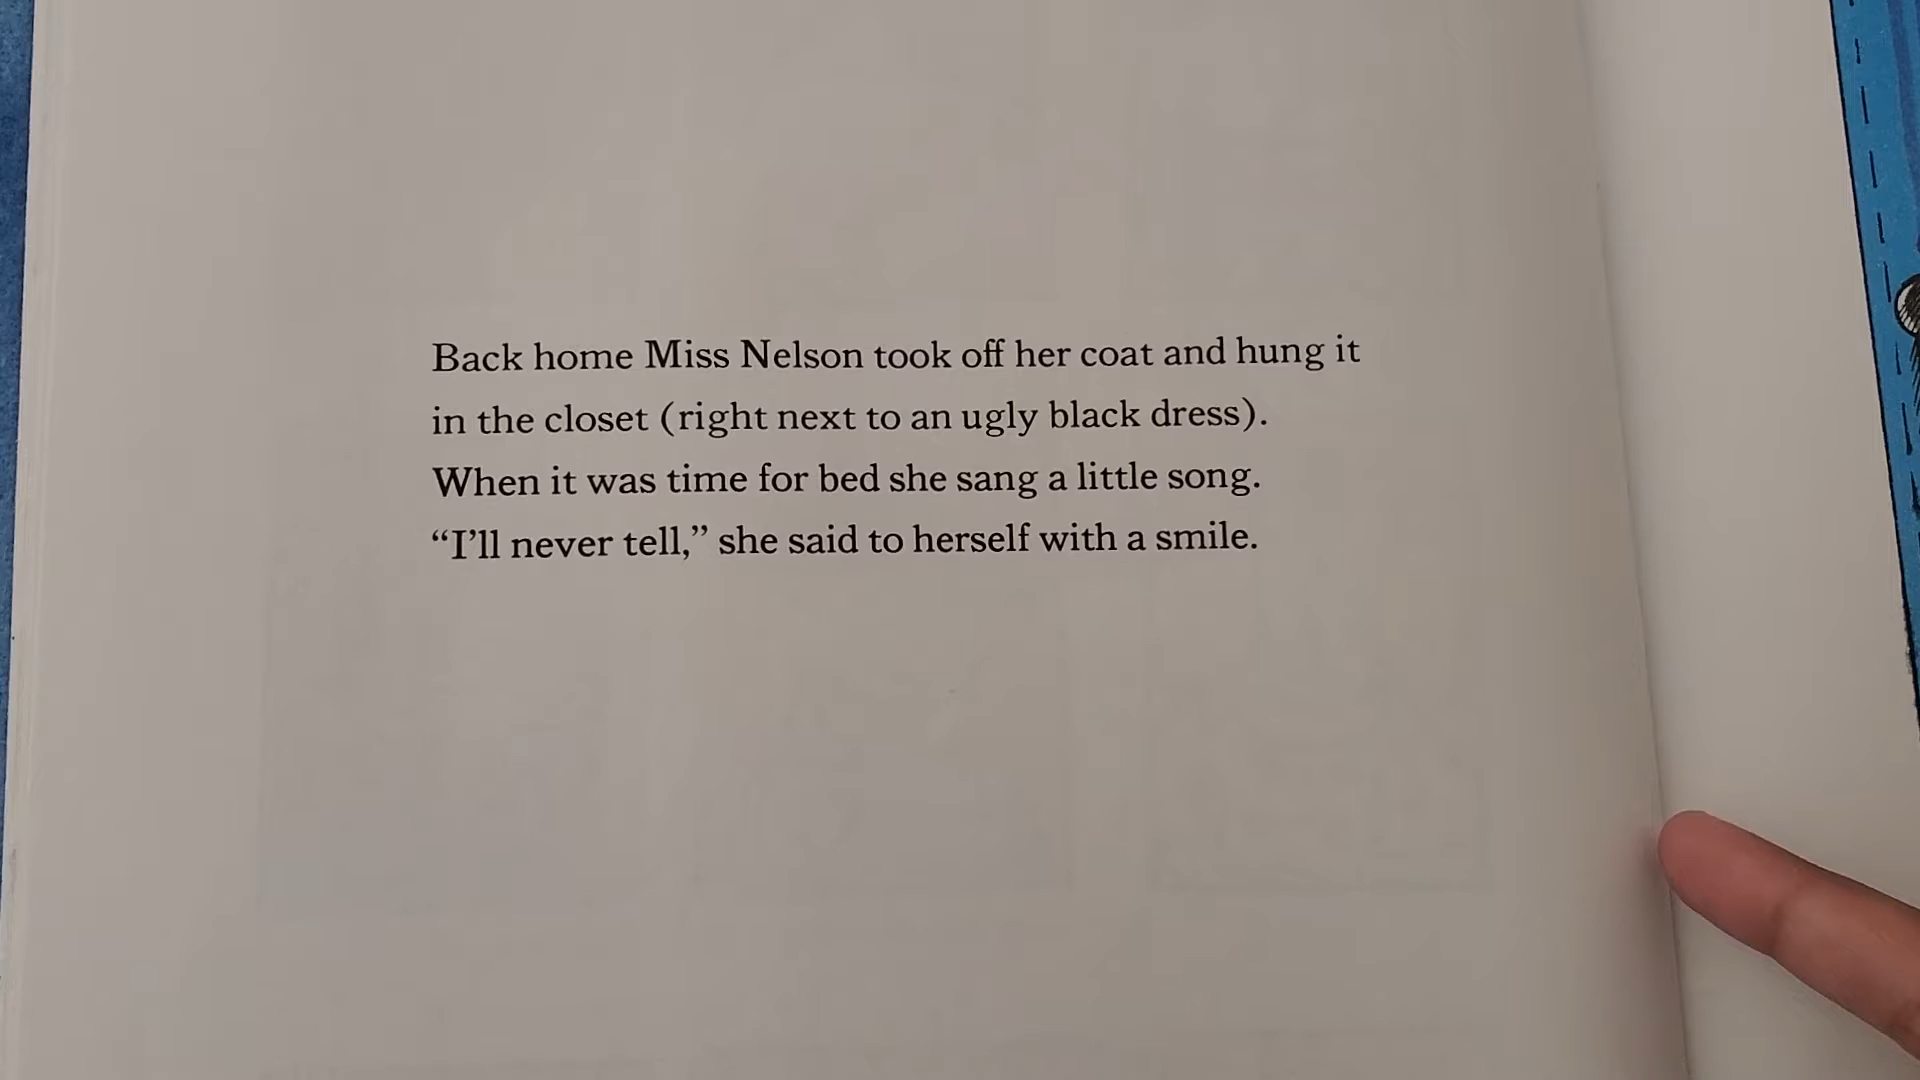 Back home Miss Nelson took off her coat and hung it
in the closet (right next to an ugly black dress).
When it was time for bed she sang a little song.
“I’ll never tell,” she said to herself with a smile.